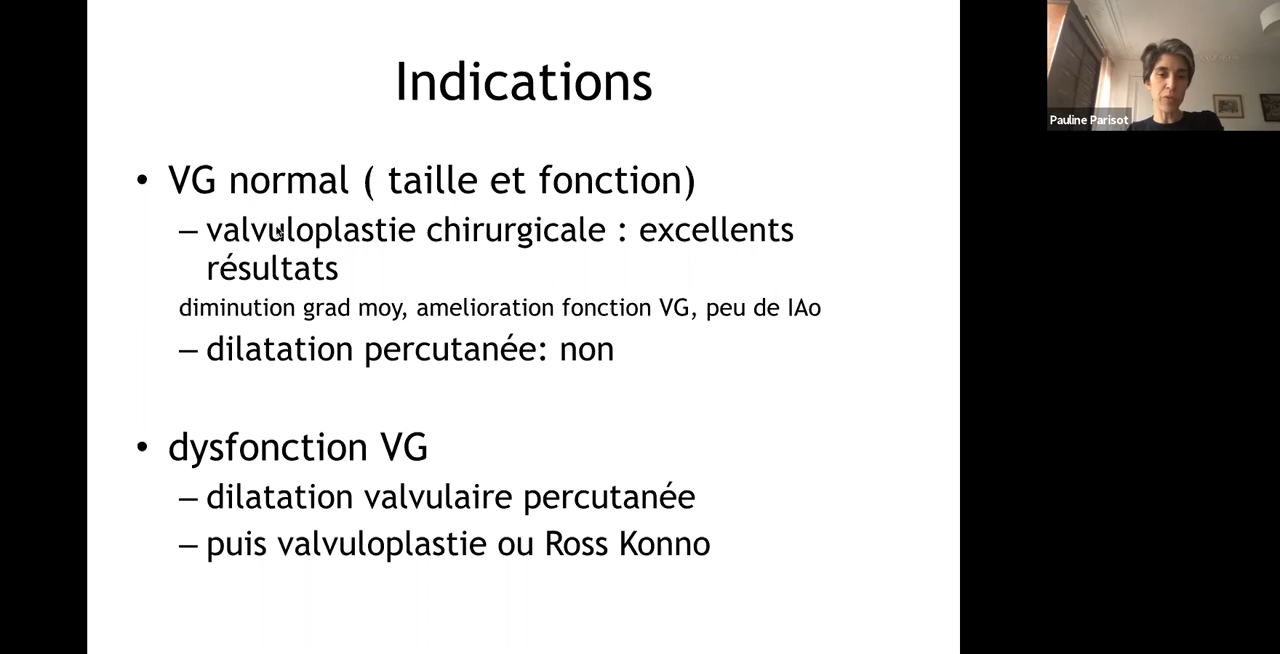 Indications
• VG normal ( taille et fonction)
– valvuloplastie chirurgicale : excellents
résultats
diminution grad moy, amelioration fonction VG, peu de IAo
– dilatation percutanée: non
• dysfonction VG
– dilatation valvulaire percutanée
– puis valvuloplastie ou Ross Konno
Pauline Parisot